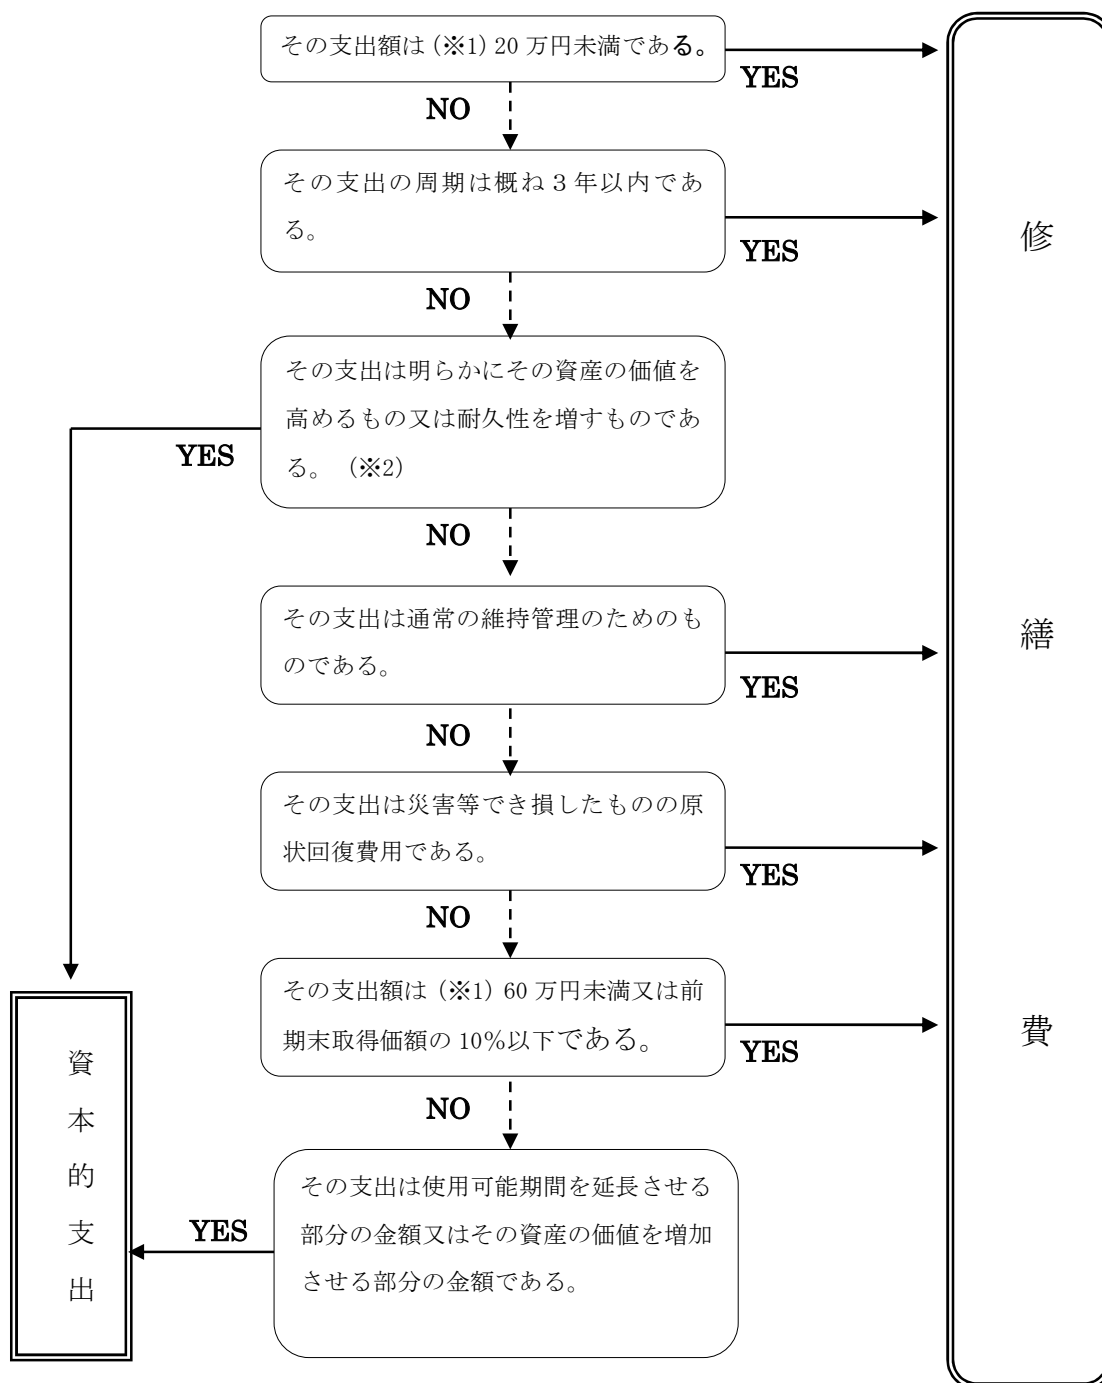 その支出額は（※1）20 万円未満である。
YES
NO
その支出の周期は概ね３年以内であ
る。
YES
NO
その支出は明らかにその資産の価値を
高めるもの又は耐久性を増すものであ
る。（※2）
YES
NO
その支出は通常の維持管理のためのも
のである。
YES
NO
その支出は災害等でき損したものの原
状回復費用である。
YES
NO
その支出額は（※1）60 万円未満又は前
期末取得価額の 10％以下である。
YES
NO
その支出は使用可能期間を延長させる
部分の金額又はその資産の価値を増加
させる部分の金額である。
YES
資本的支出
修繕費